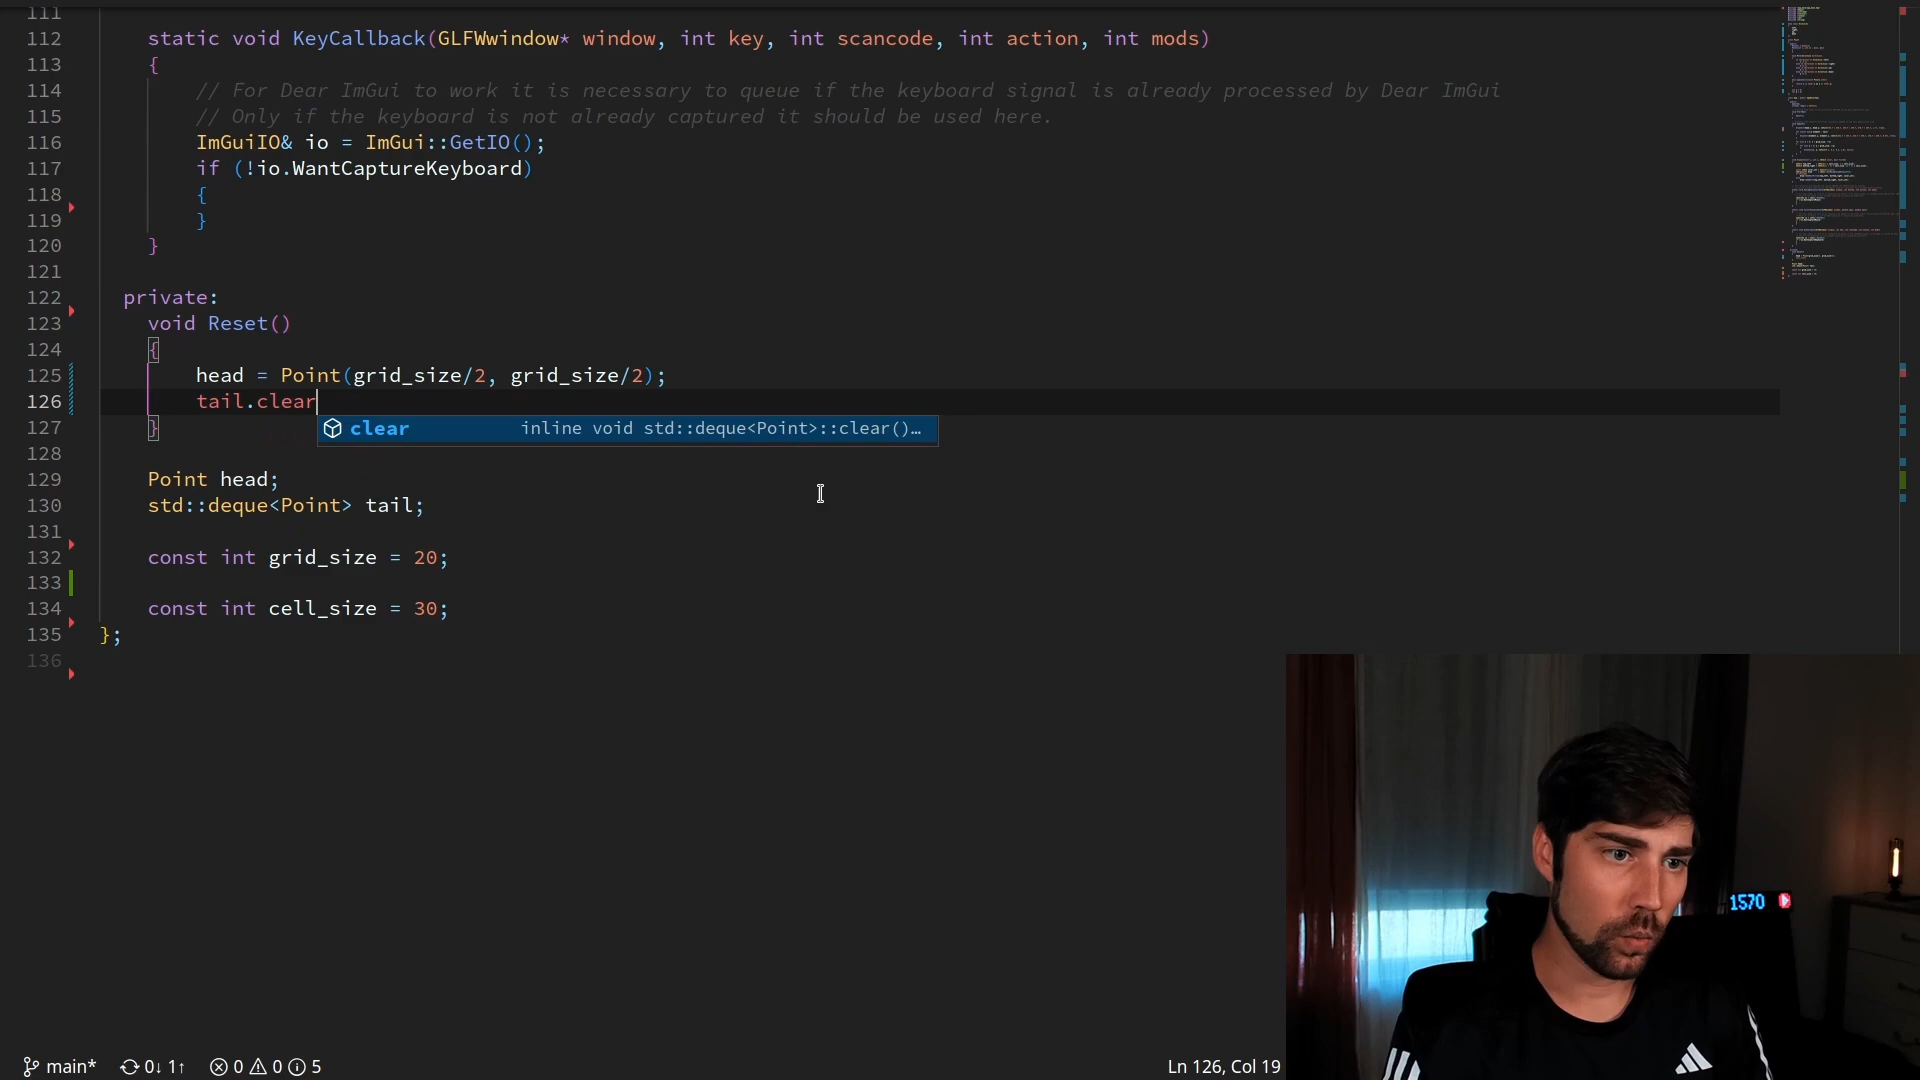 111
112 static void KeyCallback(GLFWwindow* window, int key, int scancode, int action, int mods)
113 {
114 // For Dear ImGui to work it is necessary to queue if the keyboard signal is already processed by Dear ImGui
115 // Only if the keyboard is not already captured it should be used here.
116 ImGuiIO& io = ImGui::GetIO();
117 if (!io.WantCaptureKeyboard)
118 {
119 }
120 }
121
122 private:
123 void Reset()
124 {
125 head = Point(grid_size/2, grid_size/2);
126 tail.clear
127 }
clear inline void std::deque<Point>::clear()…
128
129 Point head;
130 std::deque<Point> tail;
131
132 const int grid_size = 20;
133
134 const int cell_size = 30;
135 };
136
1570
main* 0↓ 1↑ 0 0 5 Ln 126, Col 19